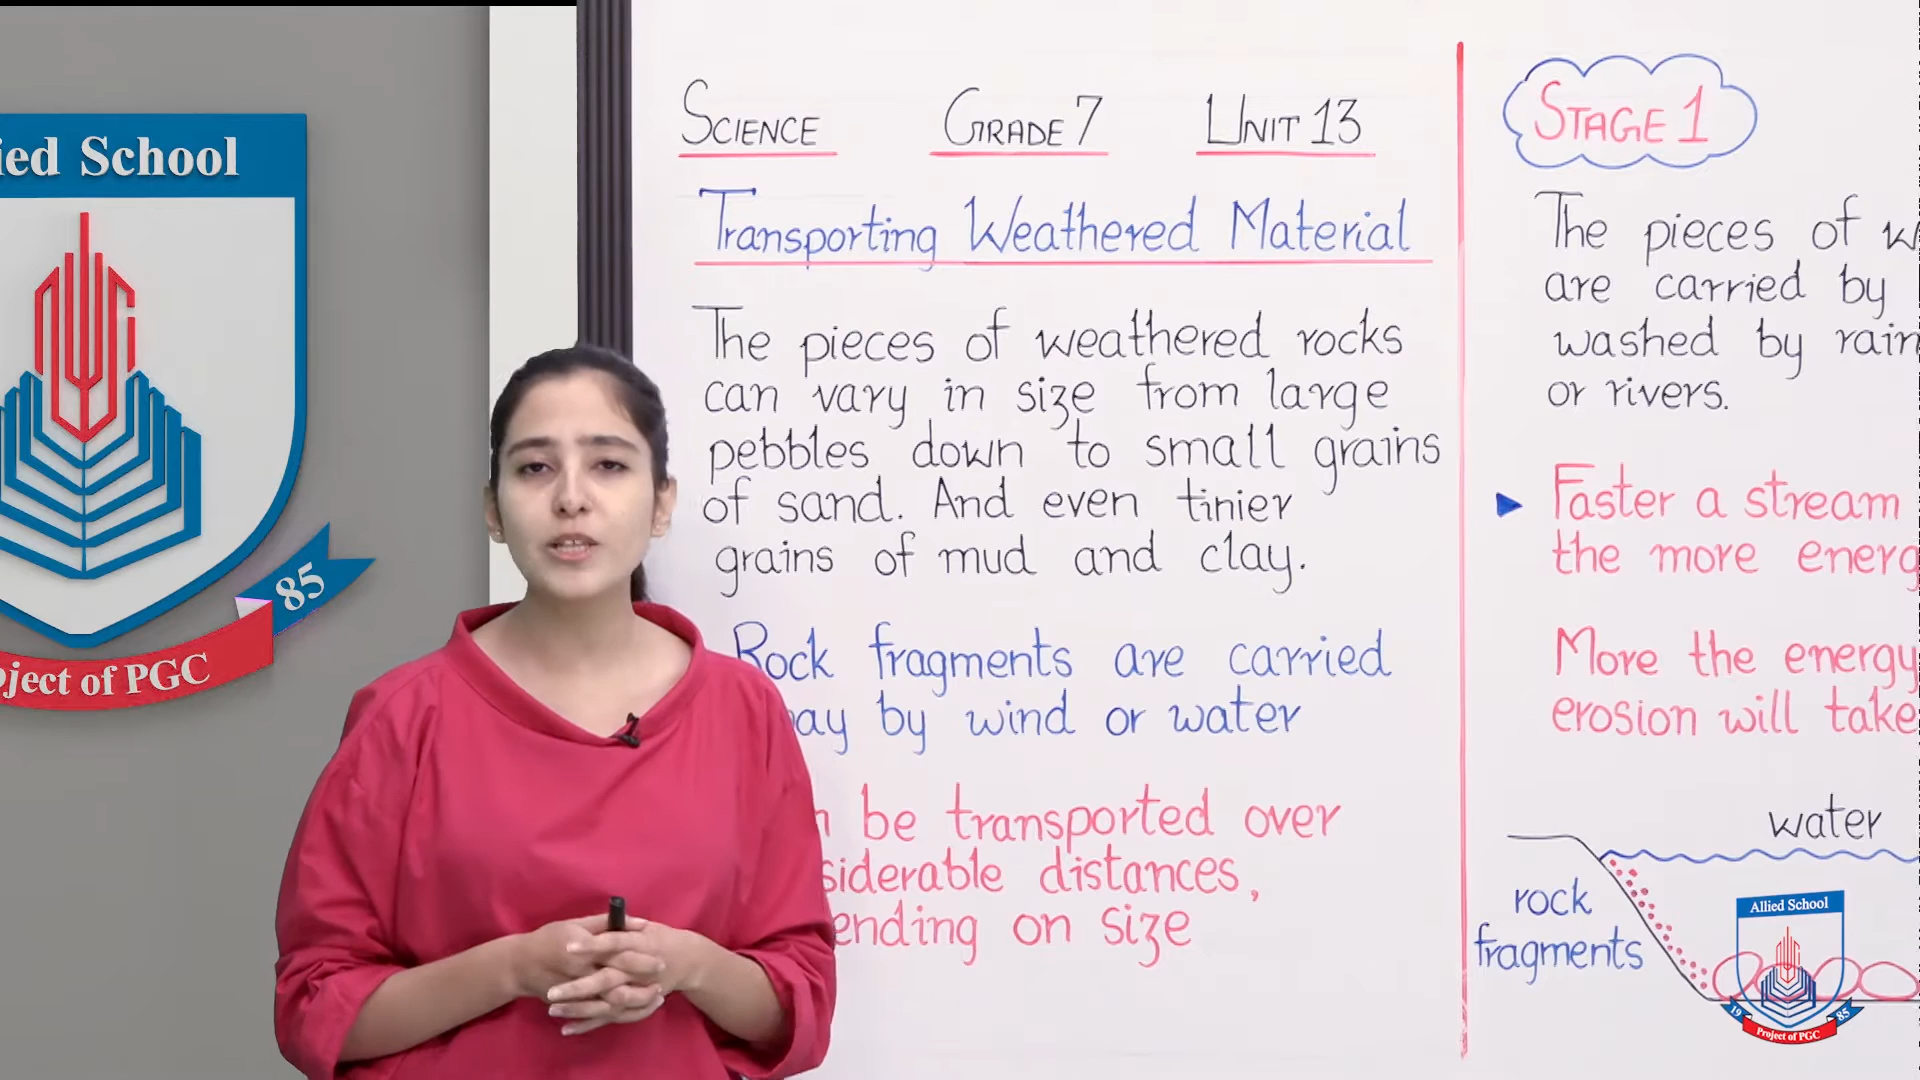 Allied School
85
Project of PGC
SCIENCE GRADE 7 UNIT 13
Transporting Weathered Material
The pieces of weathered rocks
can vary in size from large
pebbles down to small grains
of sand. And even tinier
grains of mud and clay.
Rock fragments are carried
by wind or water
be transported over
distances,
on size
STAGE 1
The pieces of
are carried by
washed by rain
or rivers.
Faster a stream
the more
More the energy
erosion will take
water
rock
fragments
Allied School
19 85
Project of PGC